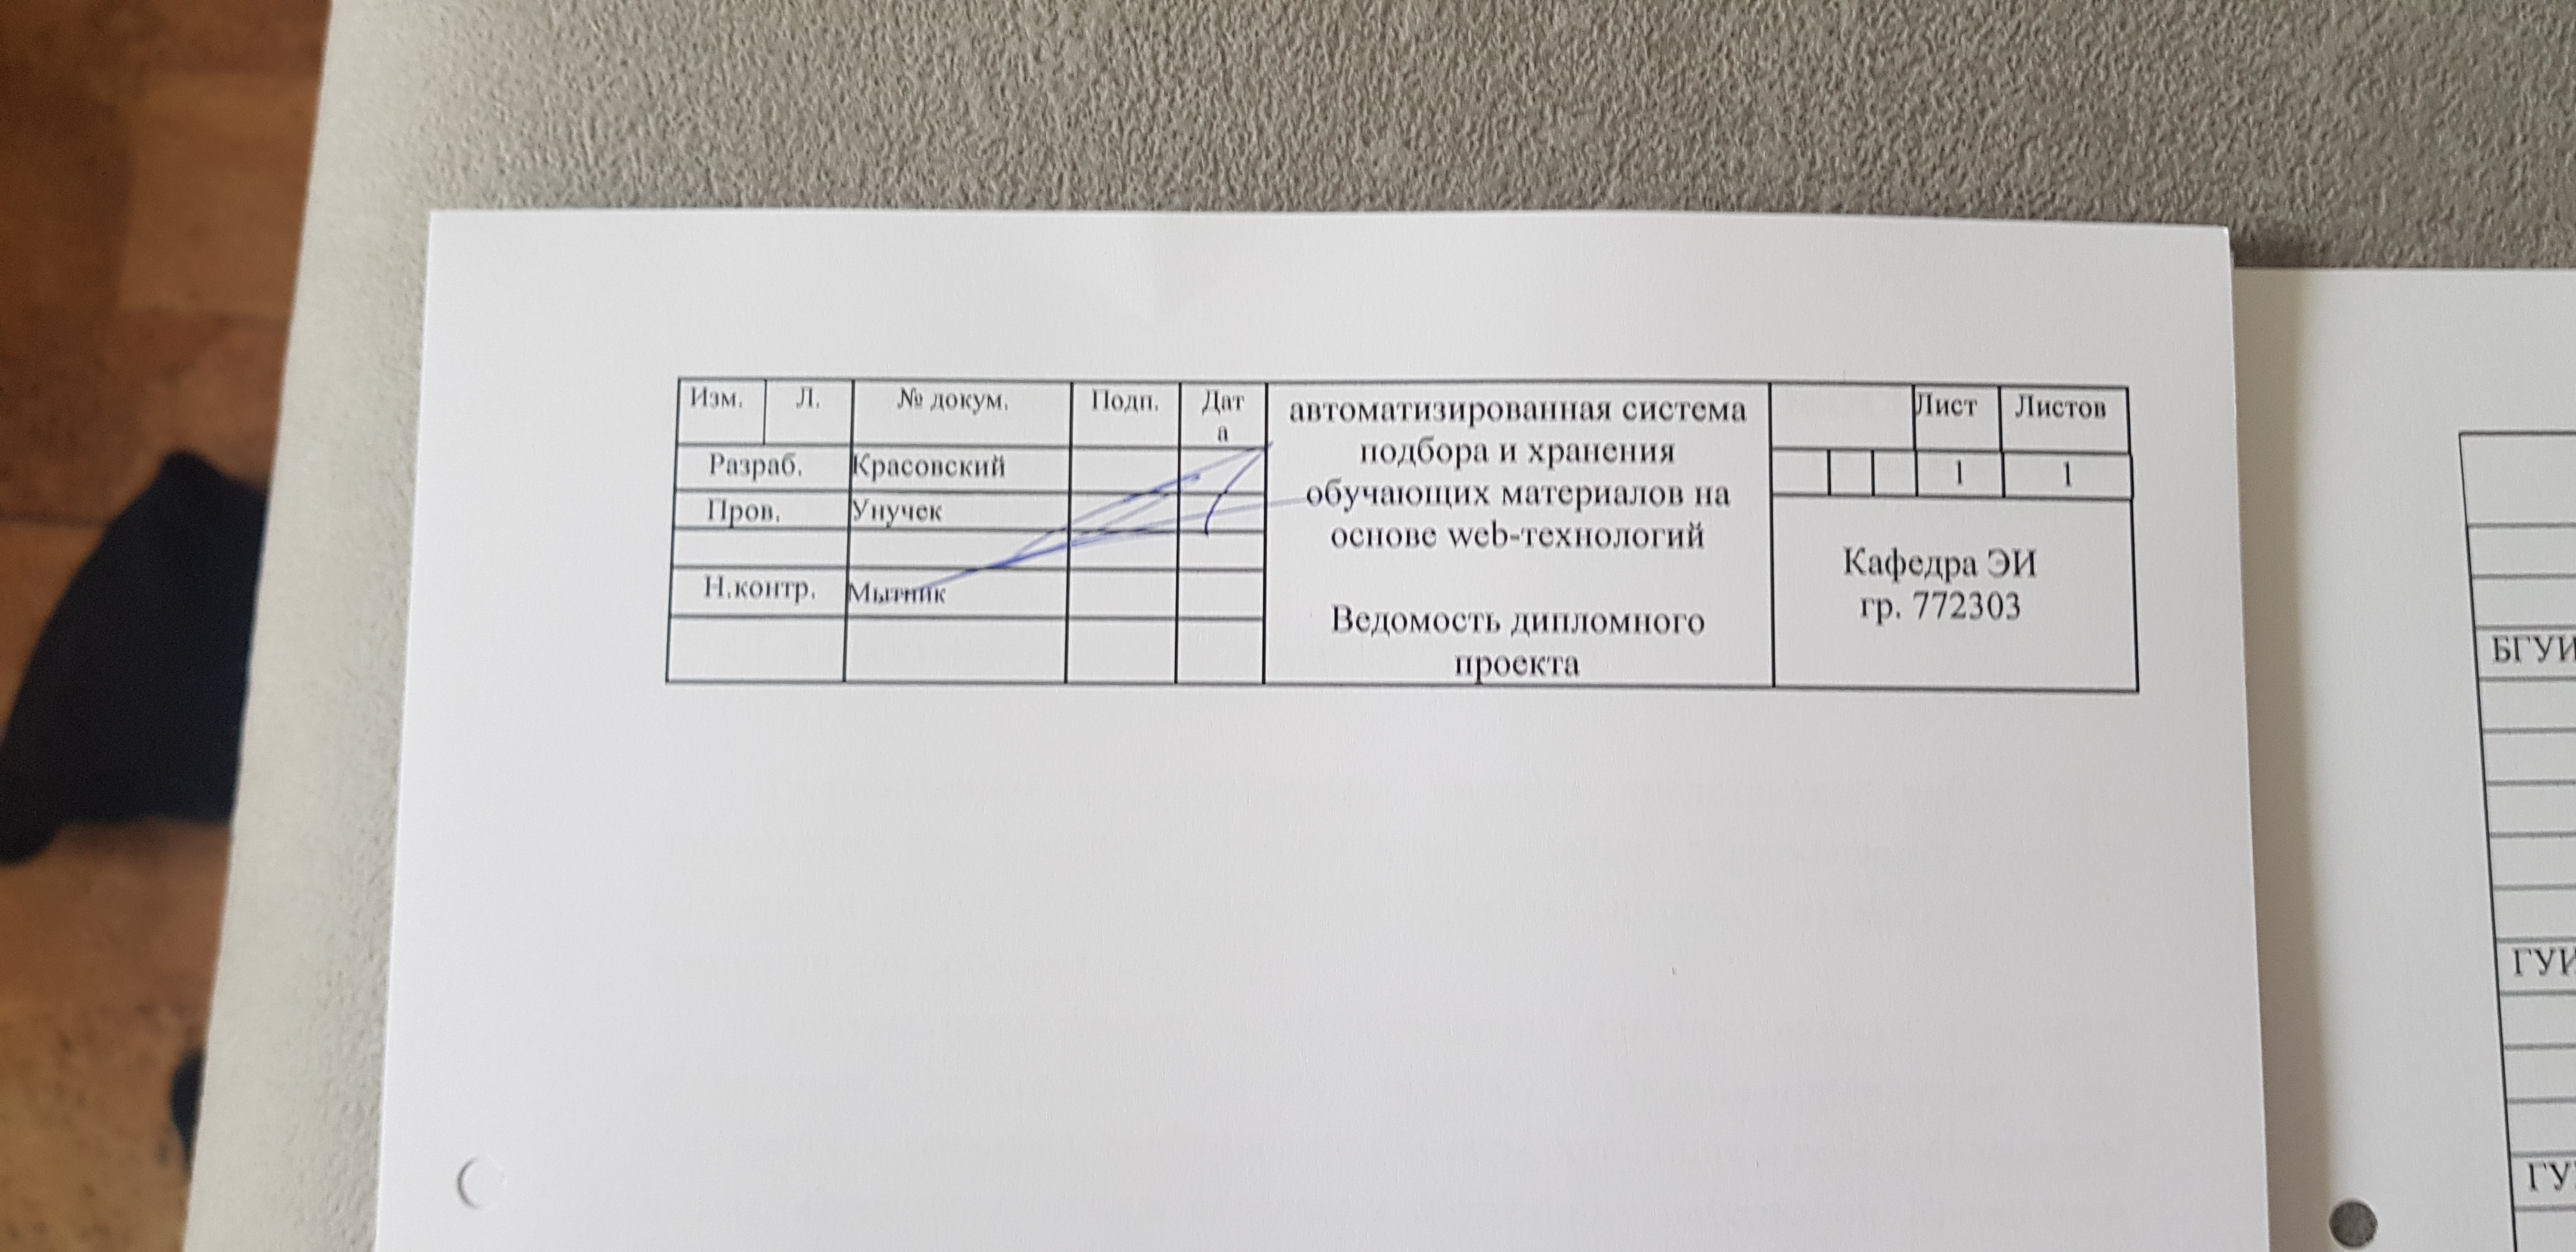 Изм. Л. № докум. Подп. Дат
а
Разраб. Красовский
Пров. Унучек
Н.контр. Мытник
автоматизированная система
подбора и хранения
обучающих материалов на
основе web-технологий
Ведомость дипломного
проекта
Лист Листов
1 1
Кафедра ЭИ
гр. 772303
БГУИ
ГУИ
ГУ